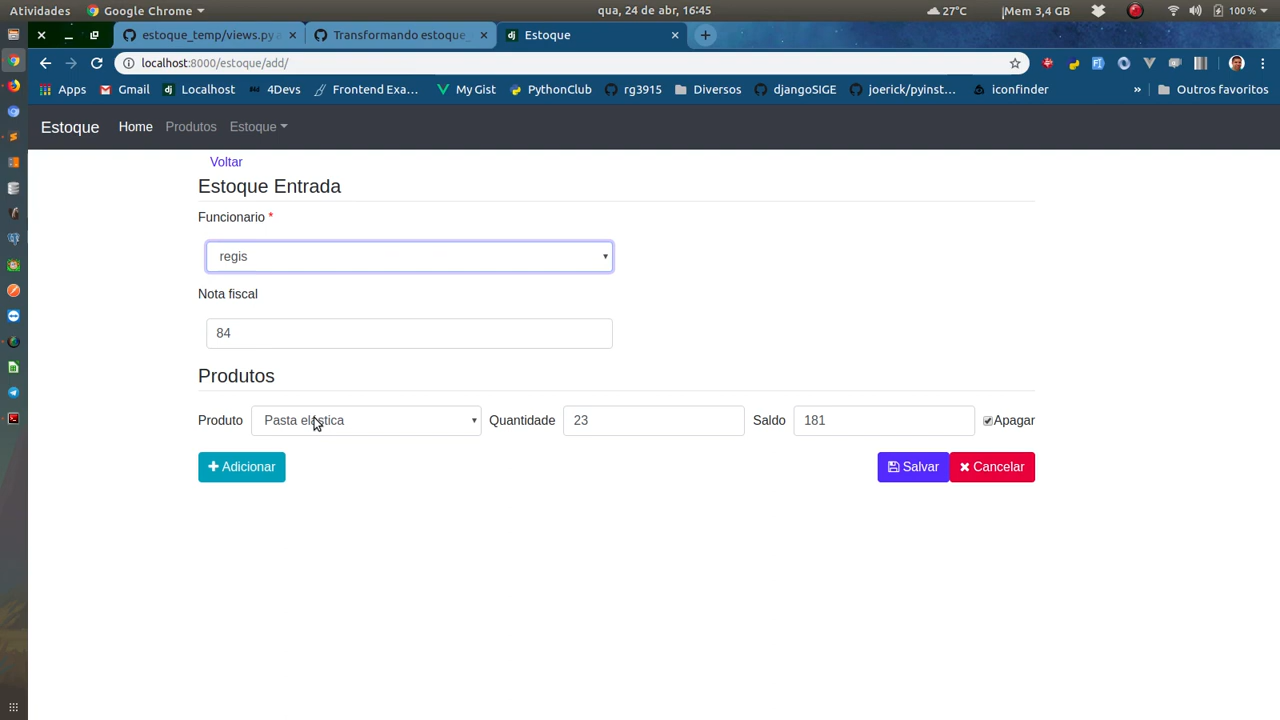 Atividades Google Chrome qua, 24 de abr, 16:45 27°C Mem 3,4 GB 100%
estoque_temp/views.py a Transformando estoque_ Estoque
localhost:8000/estoque/add/
Apps Gmail Localhost 4Devs Frontend Exa... My Gist PythonClub rg3915 Diversos djangoSIGE joerick/pyinst... iconfinder » Outros favoritos
Estoque Home Produtos Estoque
Voltar
Estoque Entrada
Funcionario *
regis
Nota fiscal
84
Produtos
Produto Pasta elástica Quantidade 23 Saldo 181 Apagar
Adicionar Salvar Cancelar